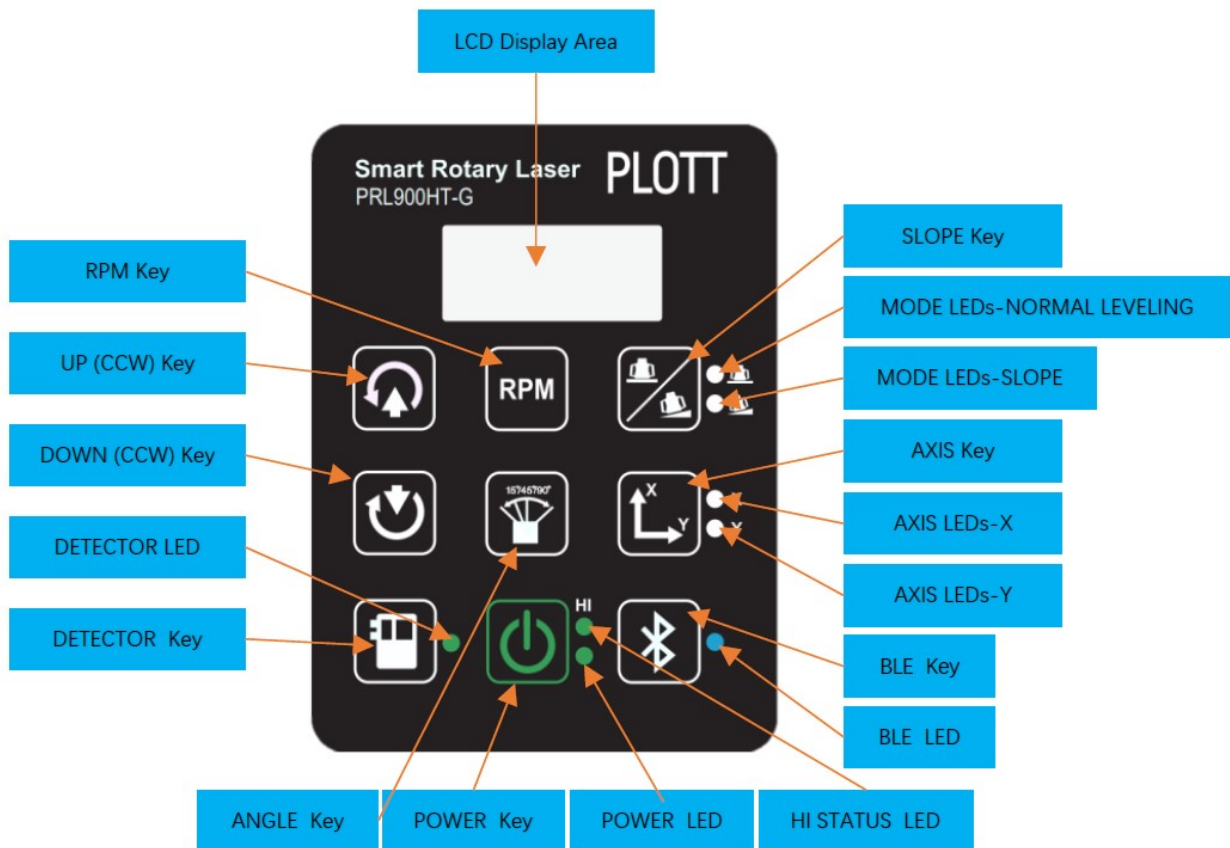 LCD Display Area
Smart Rotary Laser
PRL900HT-G
PLOTT
RPM Key
UP (CCW) Key
DOWN (CCW) Key
DETECTOR LED
DETECTOR Key
RPM
X
Y
HI
SLOPE Key
MODE LEDs-NORMAL LEVELING
MODE LEDs-SLOPE
AXIS Key
AXIS LEDs-X
AXIS LEDs-Y
BLE Key
BLE LED
ANGLE Key
POWER Key
POWER LED
HI STATUS LED